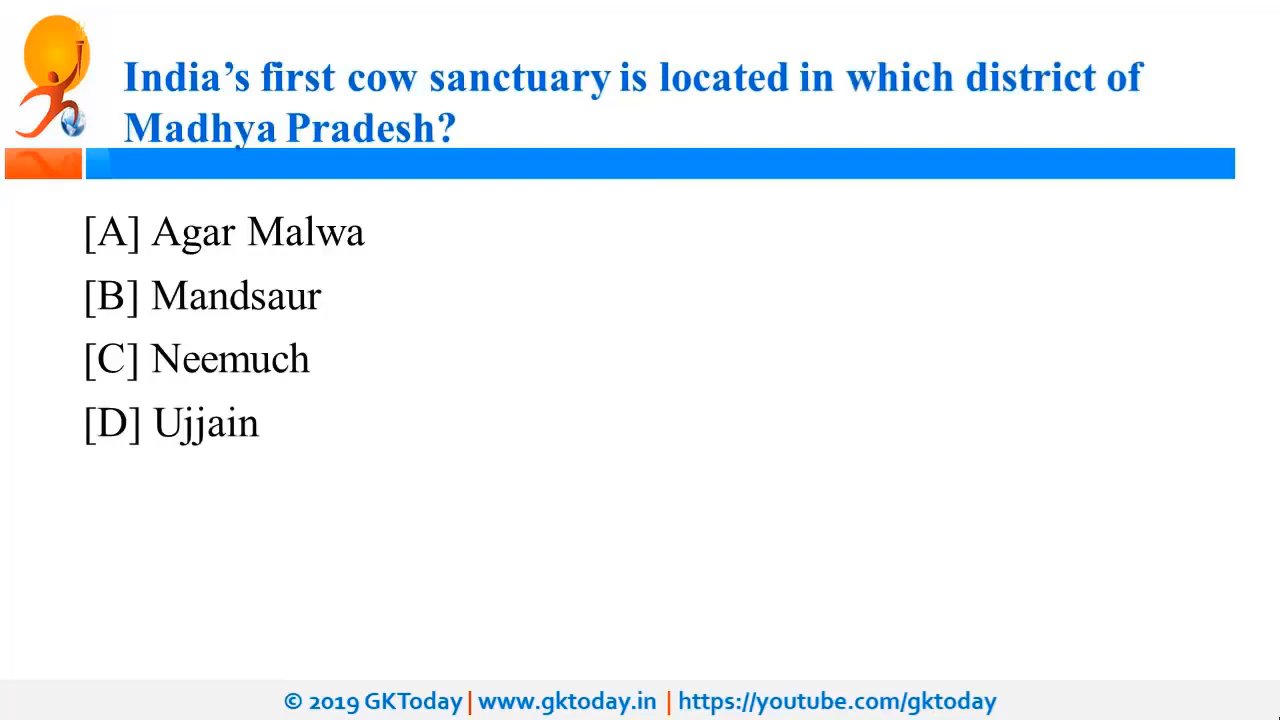 India’s first cow sanctuary is located in which district of
Madhya Pradesh?
[A] Agar Malwa
[B] Mandsaur
[C] Neemuch
[D] Ujjain
© 2019 GKToday | www.gktoday.in | https://youtube.com/gktoday